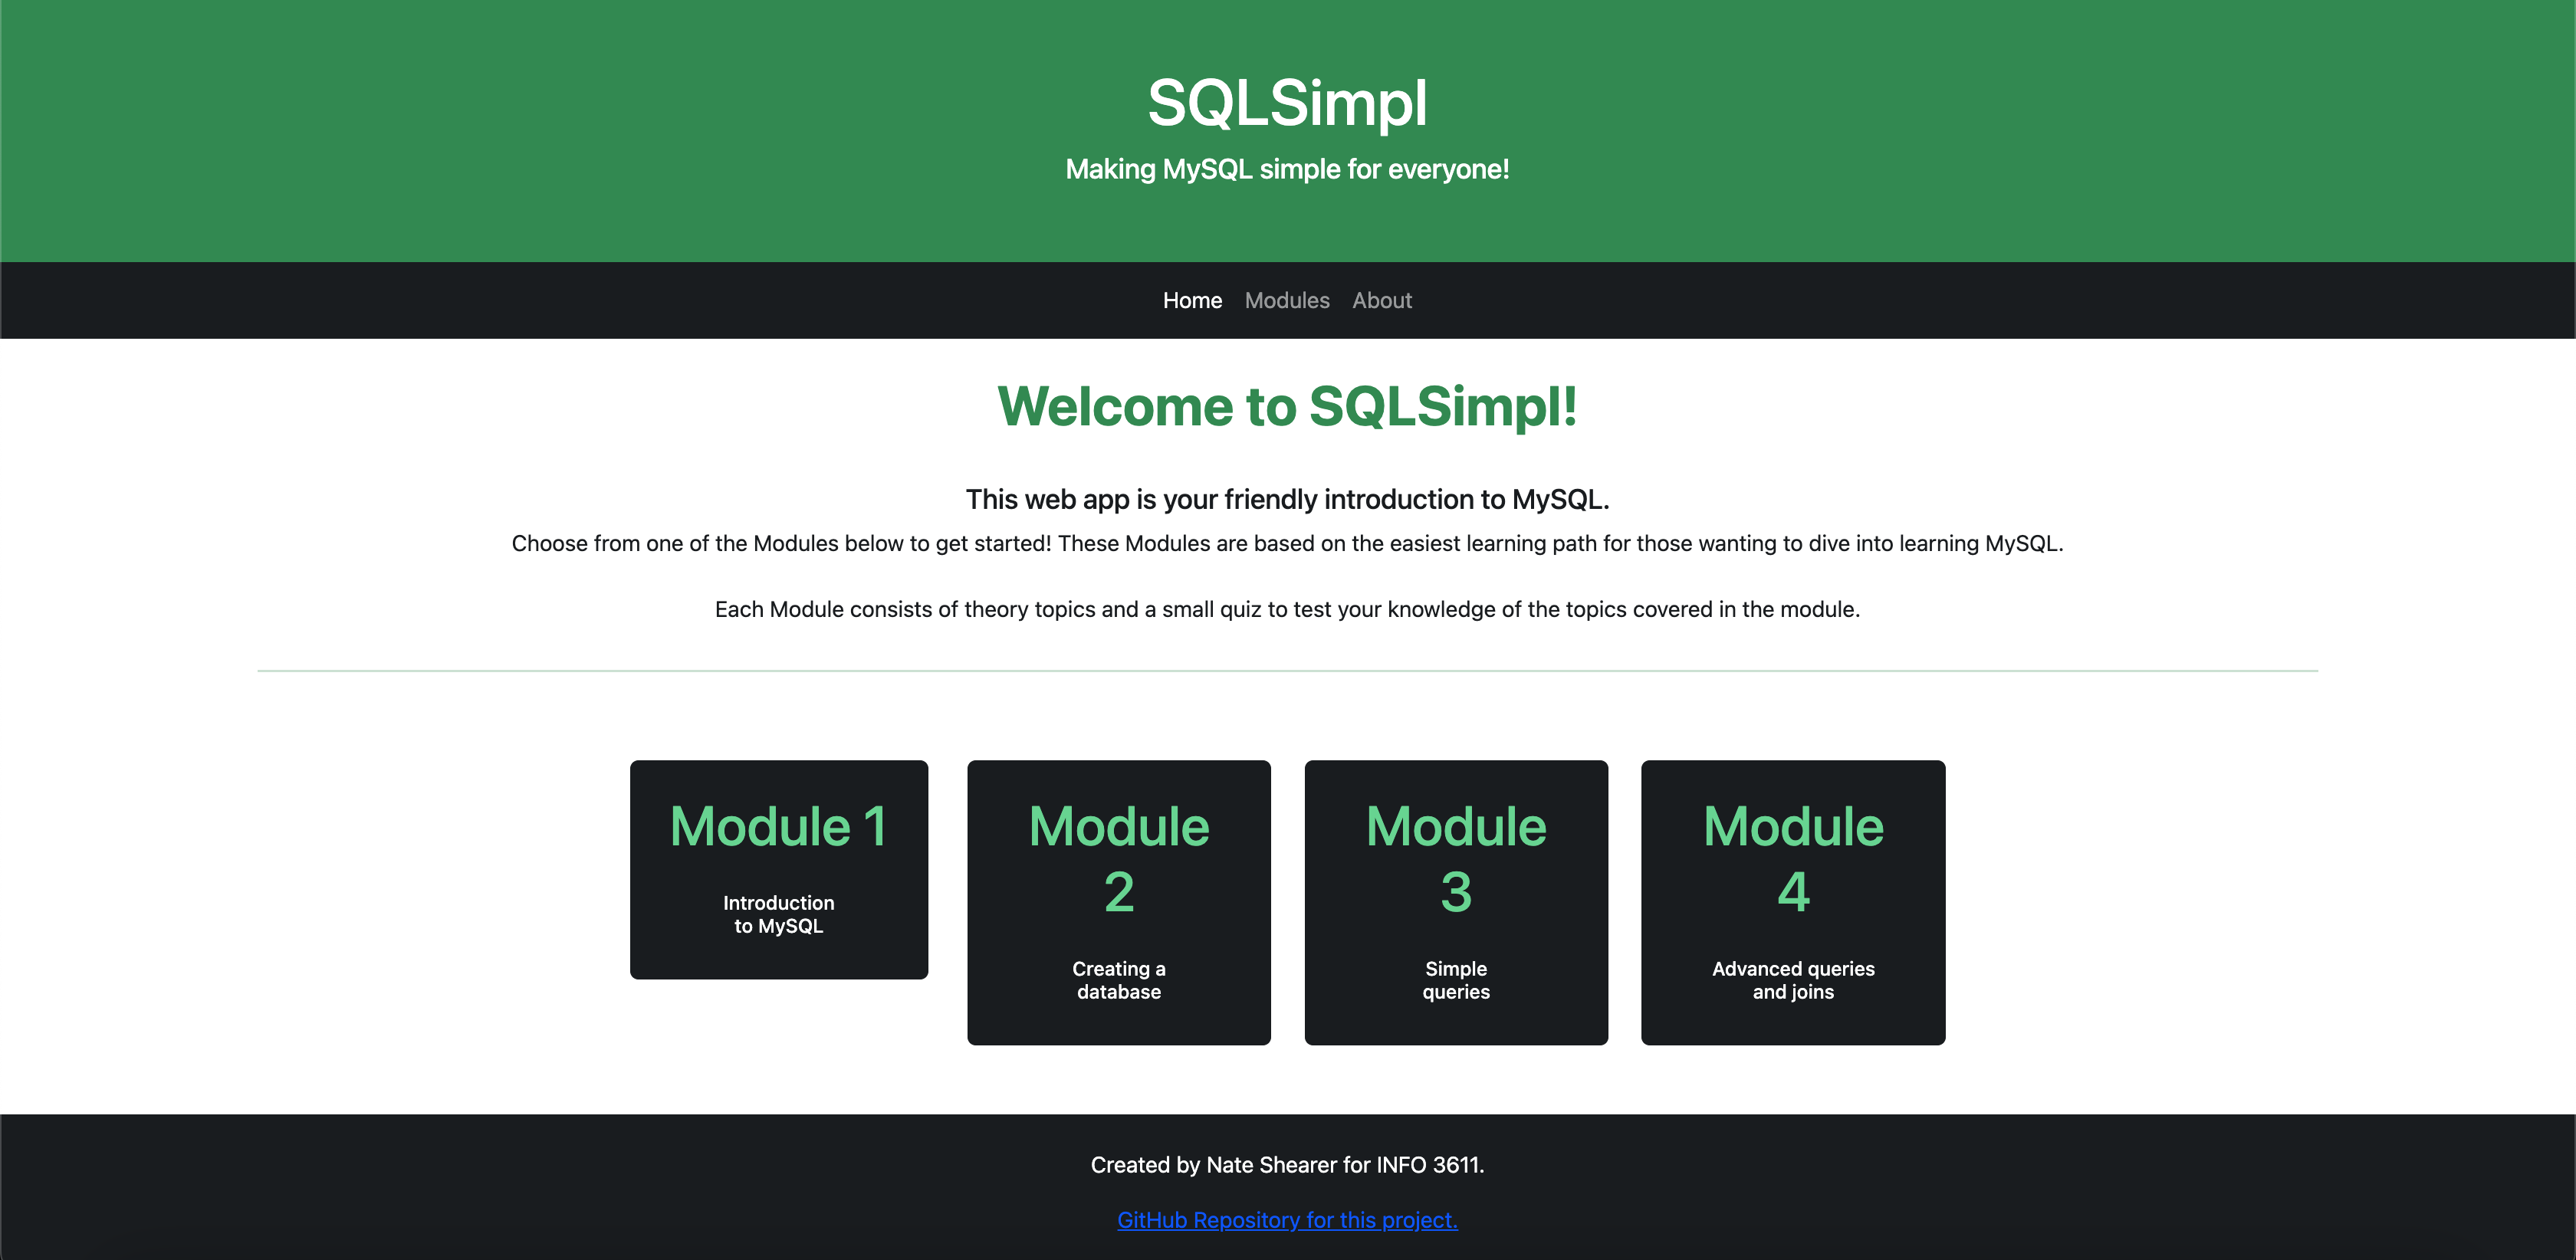 SQLSimpl
Making MySQL simple for everyone!
Home Modules About
Welcome to SQLSimpl!
This web app is your friendly introduction to MySQL.
Choose from one of the Modules below to get started! These Modules are based on the easiest learning path for those wanting to dive into learning MySQL.
Each Module consists of theory topics and a small quiz to test your knowledge of the topics covered in the module.
Module 1
Introduction
to MySQL
Module
2
Creating a
database
Module
3
Simple
queries
Module
4
Advanced queries
and joins
Created by Nate Shearer for INFO 3611.
GitHub Repository for this project.